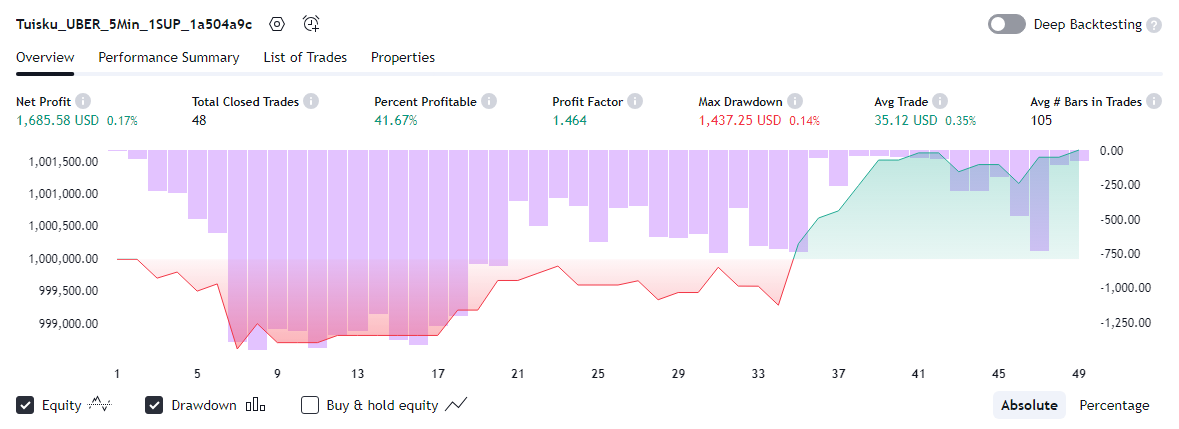 Tuisku_UBER_5Min_1SUP_1a504a9c
Deep Backtesting ?
Overview Performance Summary List of Trades Properties
Net Profit Total Closed Trades Percent Profitable Profit Factor Max Drawdown Avg Trade Avg # Bars in Trades
1,685.58 USD 0.17% 48 41.67% 1.464 1,437.25 USD 0.14% 35.12 USD 0.35% 105
1,001,500.00 0.00
1,001,000.00 -250.00
1,000,500.00 -500.00
1,000,000.00 -750.00
999,500.00 -1,000.00
999,000.00 -1,250.00
1 5 9 13 17 21 25 29 33 37 41 45 49
Equity Drawdown Buy & hold equity Absolute Percentage